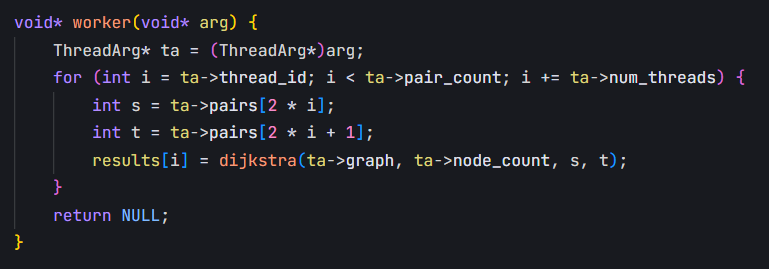 void* worker(void* arg) {
    ThreadArg* ta = (ThreadArg*)arg;
    for (int i = ta->thread_id; i < ta->pair_count; i += ta->num_threads) {
        int s = ta->pairs[2 * i];
        int t = ta->pairs[2 * i + 1];
        results[i] = dijkstra(ta->graph, ta->node_count, s, t);
    }
    return NULL;
}